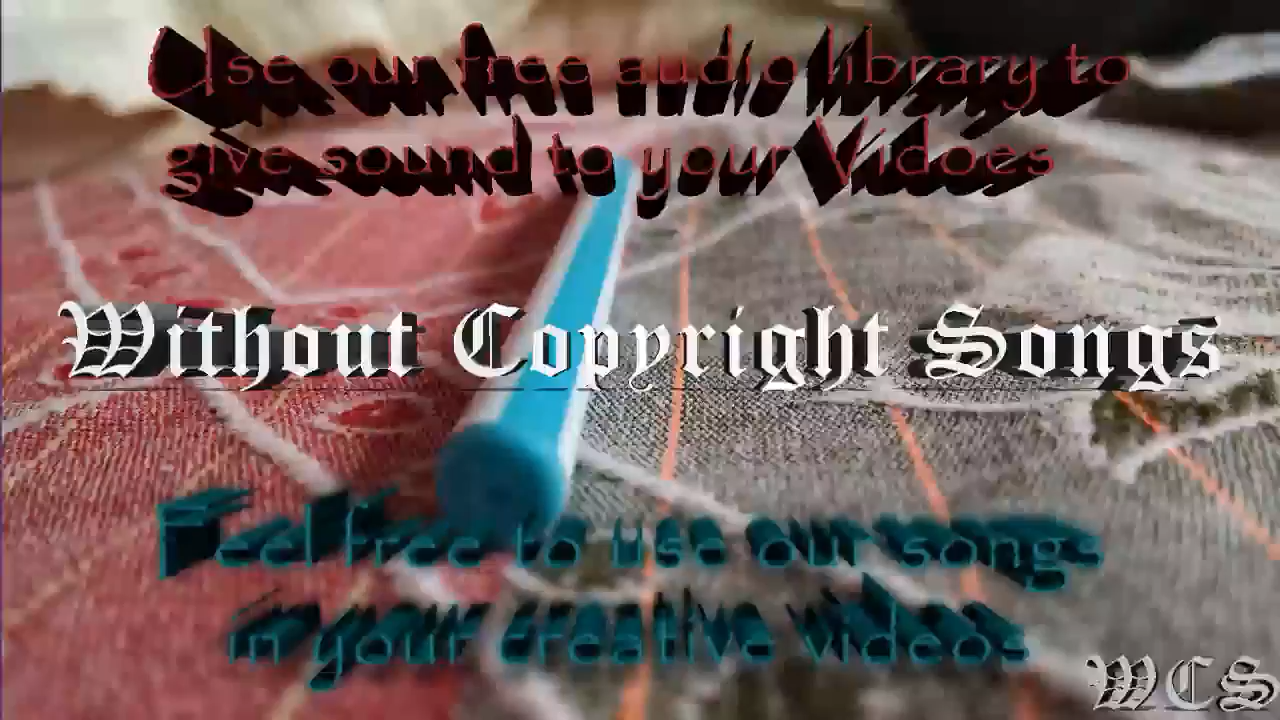 Use our free audio library to
give sound to your Vidoes
Without Copyright Songs
Feel free to use our songs
in your creative videos
WCS